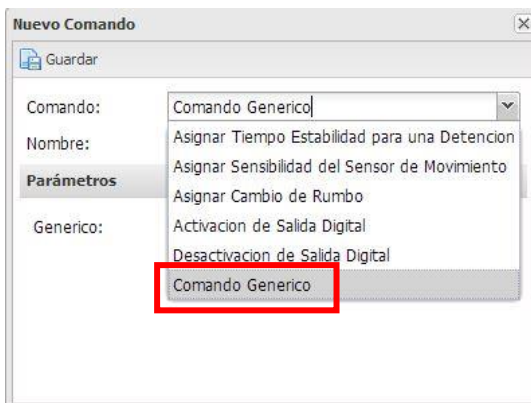 Nuevo Comando
Guardar
Comando: Comando Generico
Nombre:
Asignar Tiempo Estabilidad para una Detencion
Asignar Sensibilidad del Sensor de Movimiento
Parámetros
Asignar Cambio de Rumbo
Generico:
Activacion de Salida Digital
Desactivacion de Salida Digital
Comando Generico